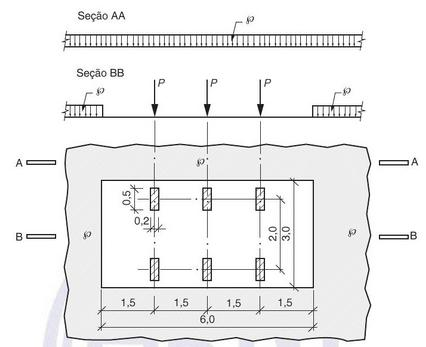 Seção AA
℘
Seção BB
℘
P
P
P
℘
A
A
℘
0,5
0,2
B
℘
2,0
3,0
℘
B
1,5
1,5
1,5
1,5
6,0